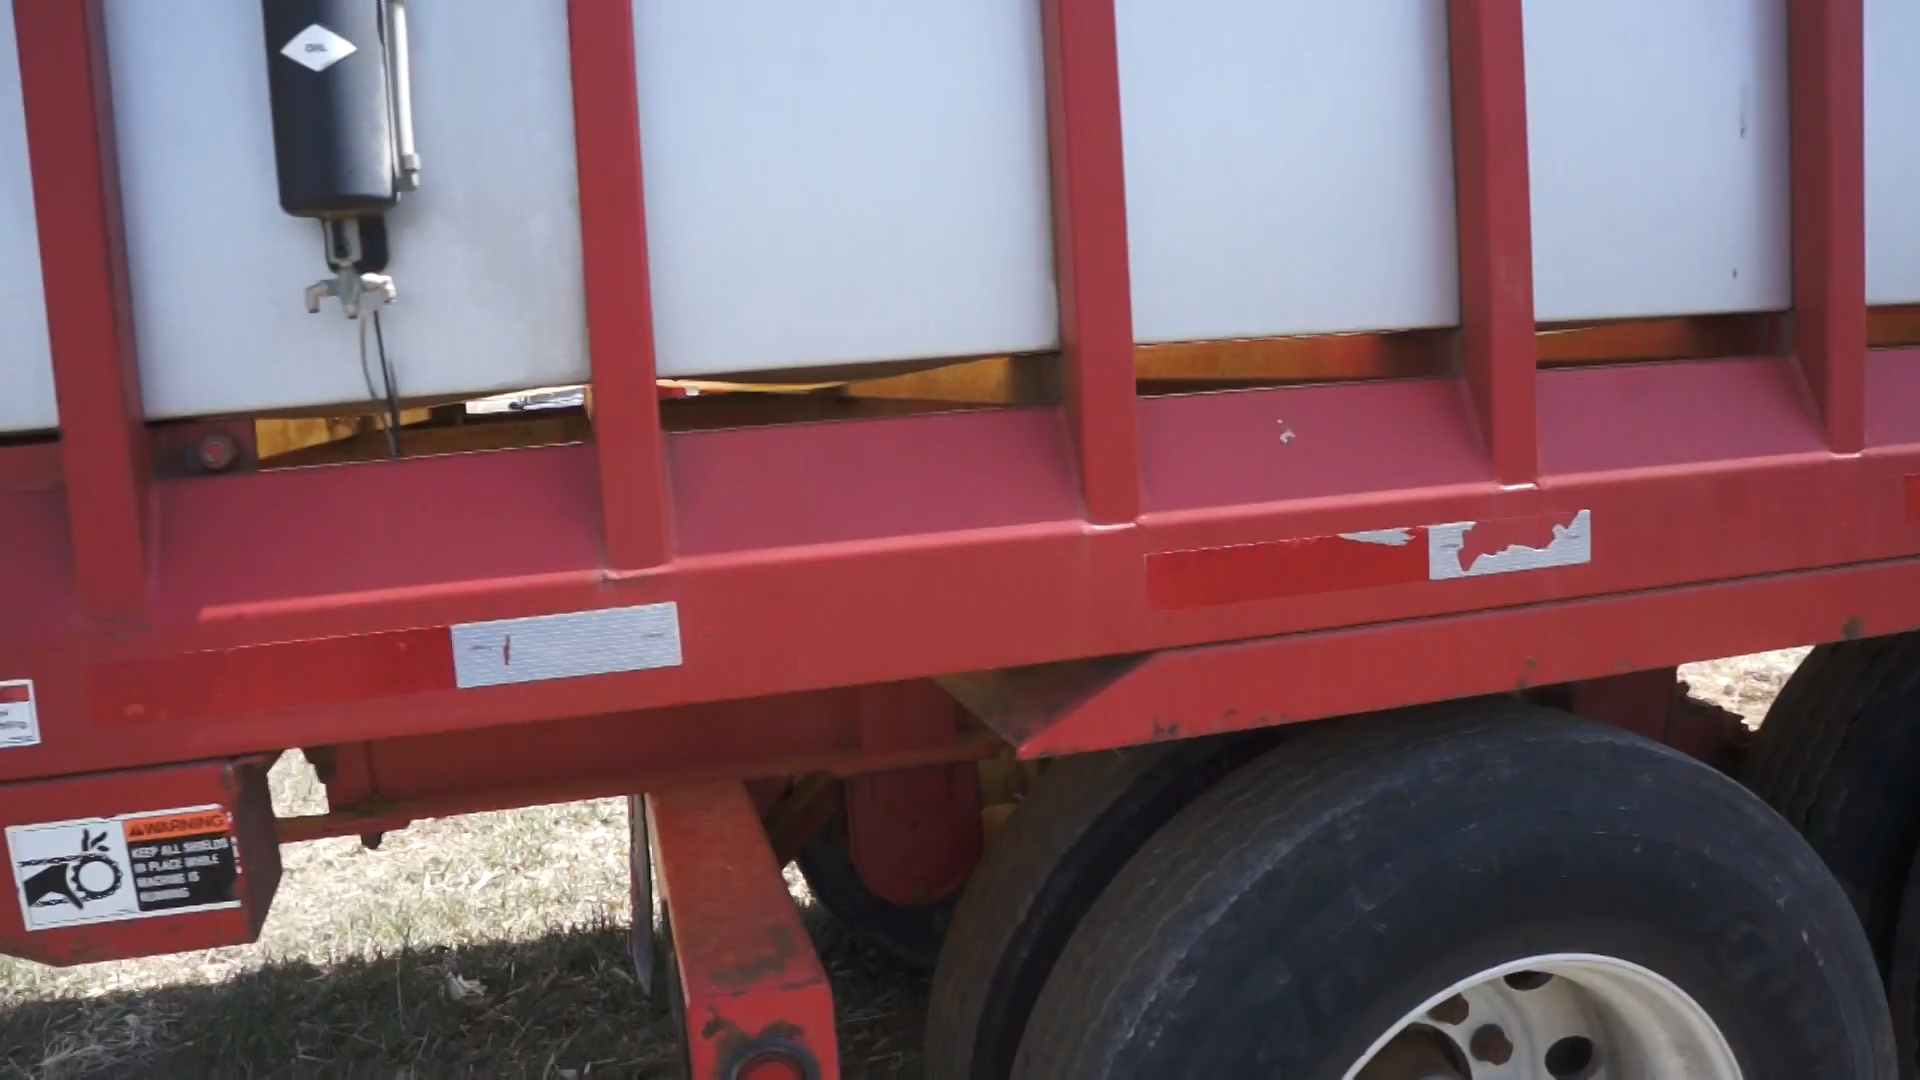 OIL
WARNING
KEEP ALL SHIELDS
IN PLACE WHILE
MACHINE IS
RUNNING